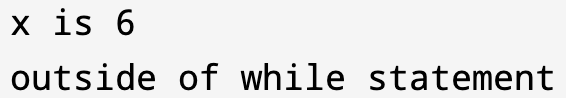 x is 6
outside of while statement